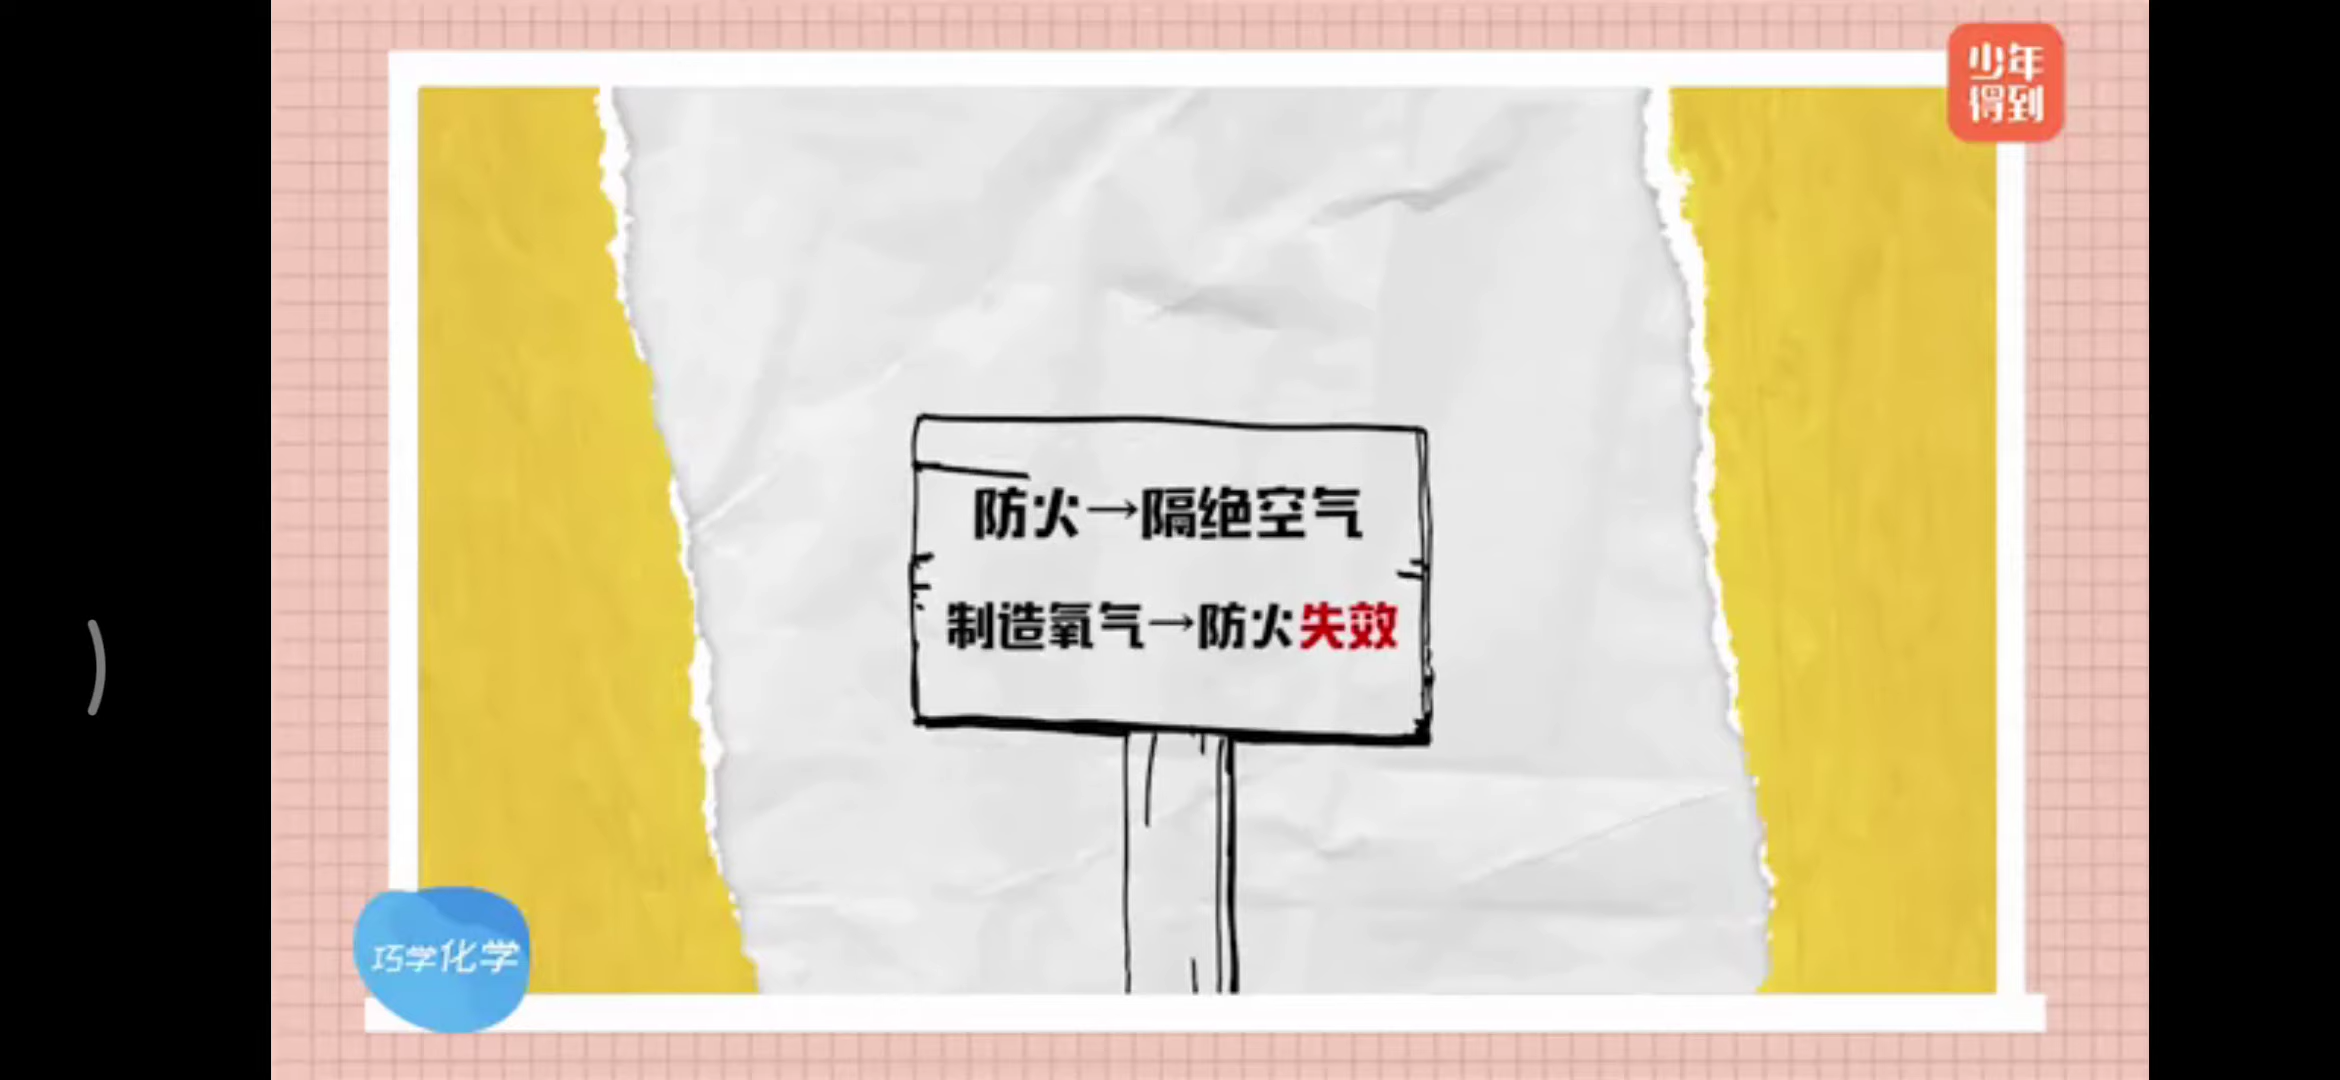 少年
得到
防火→隔绝空气
制造氧气→防火失效
巧学化学